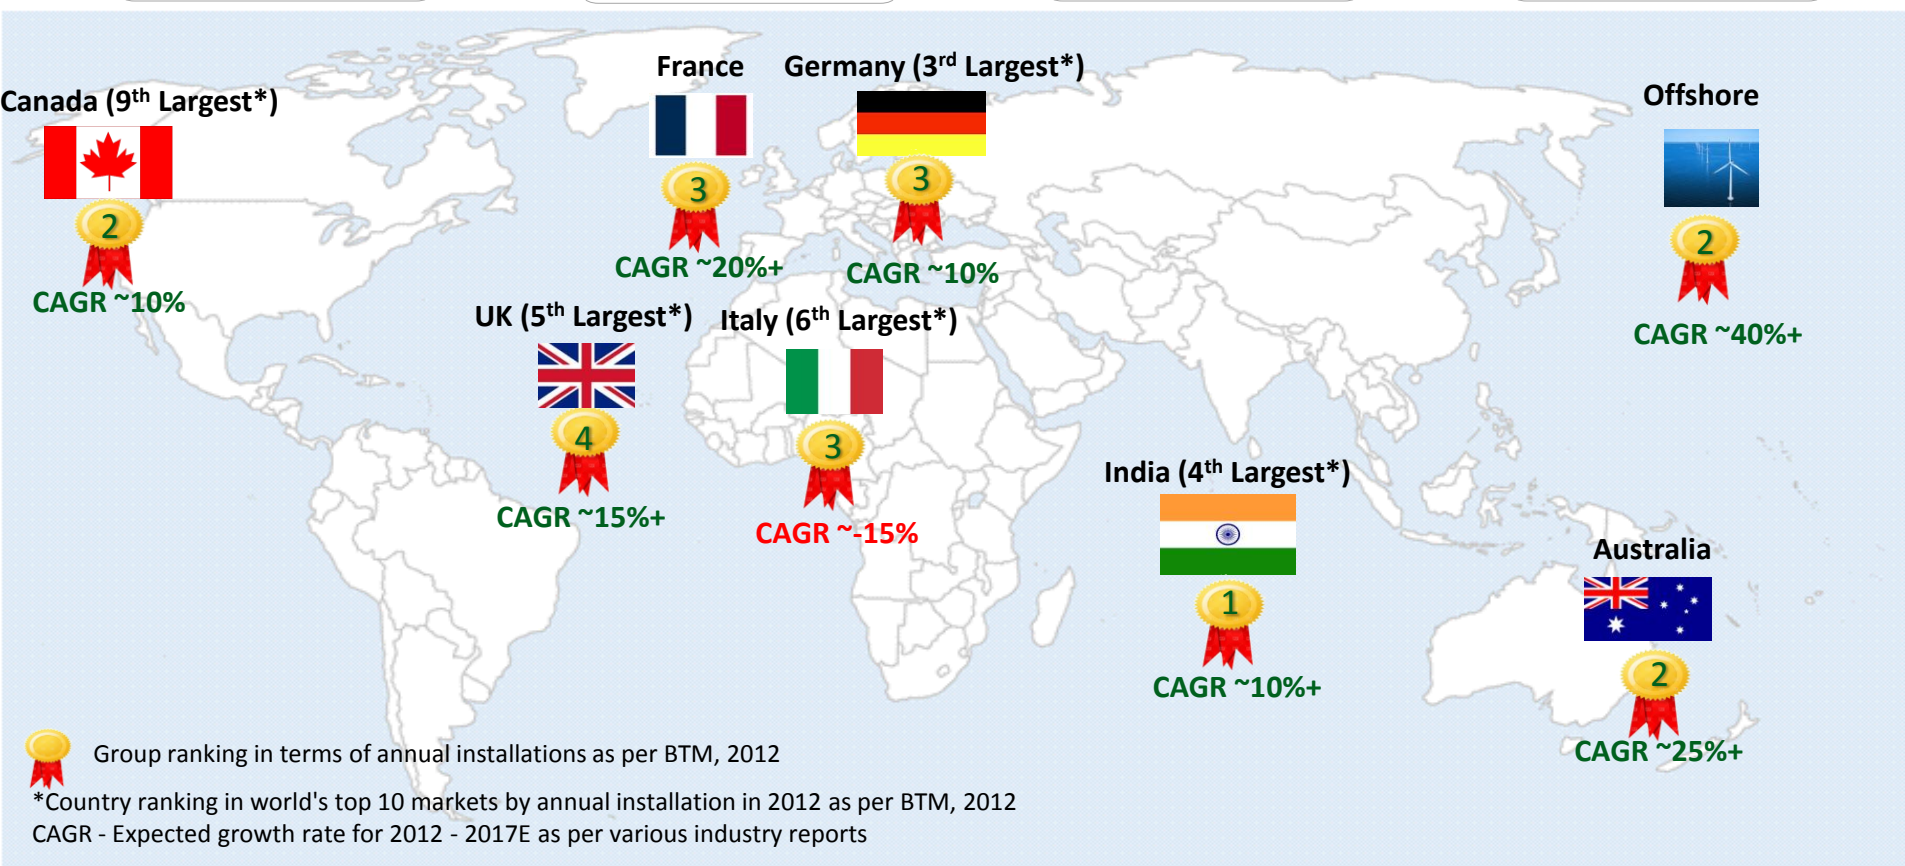 France
Germany (3rd Largest*)
Canada (9th Largest*)
Offshore
3
3
2
2
CAGR ~20%+
CAGR ~10%
CAGR ~10%
CAGR ~40%+
UK (5th Largest*)
Italy (6th Largest*)
4
3
CAGR ~15%+
CAGR ~-15%
India (4th Largest*)
1
CAGR ~10%+
Australia
2
CAGR ~25%+
Group ranking in terms of annual installations as per BTM, 2012
*Country ranking in world's top 10 markets by annual installation in 2012 as per BTM, 2012
CAGR - Expected growth rate for 2012 - 2017E as per various industry reports